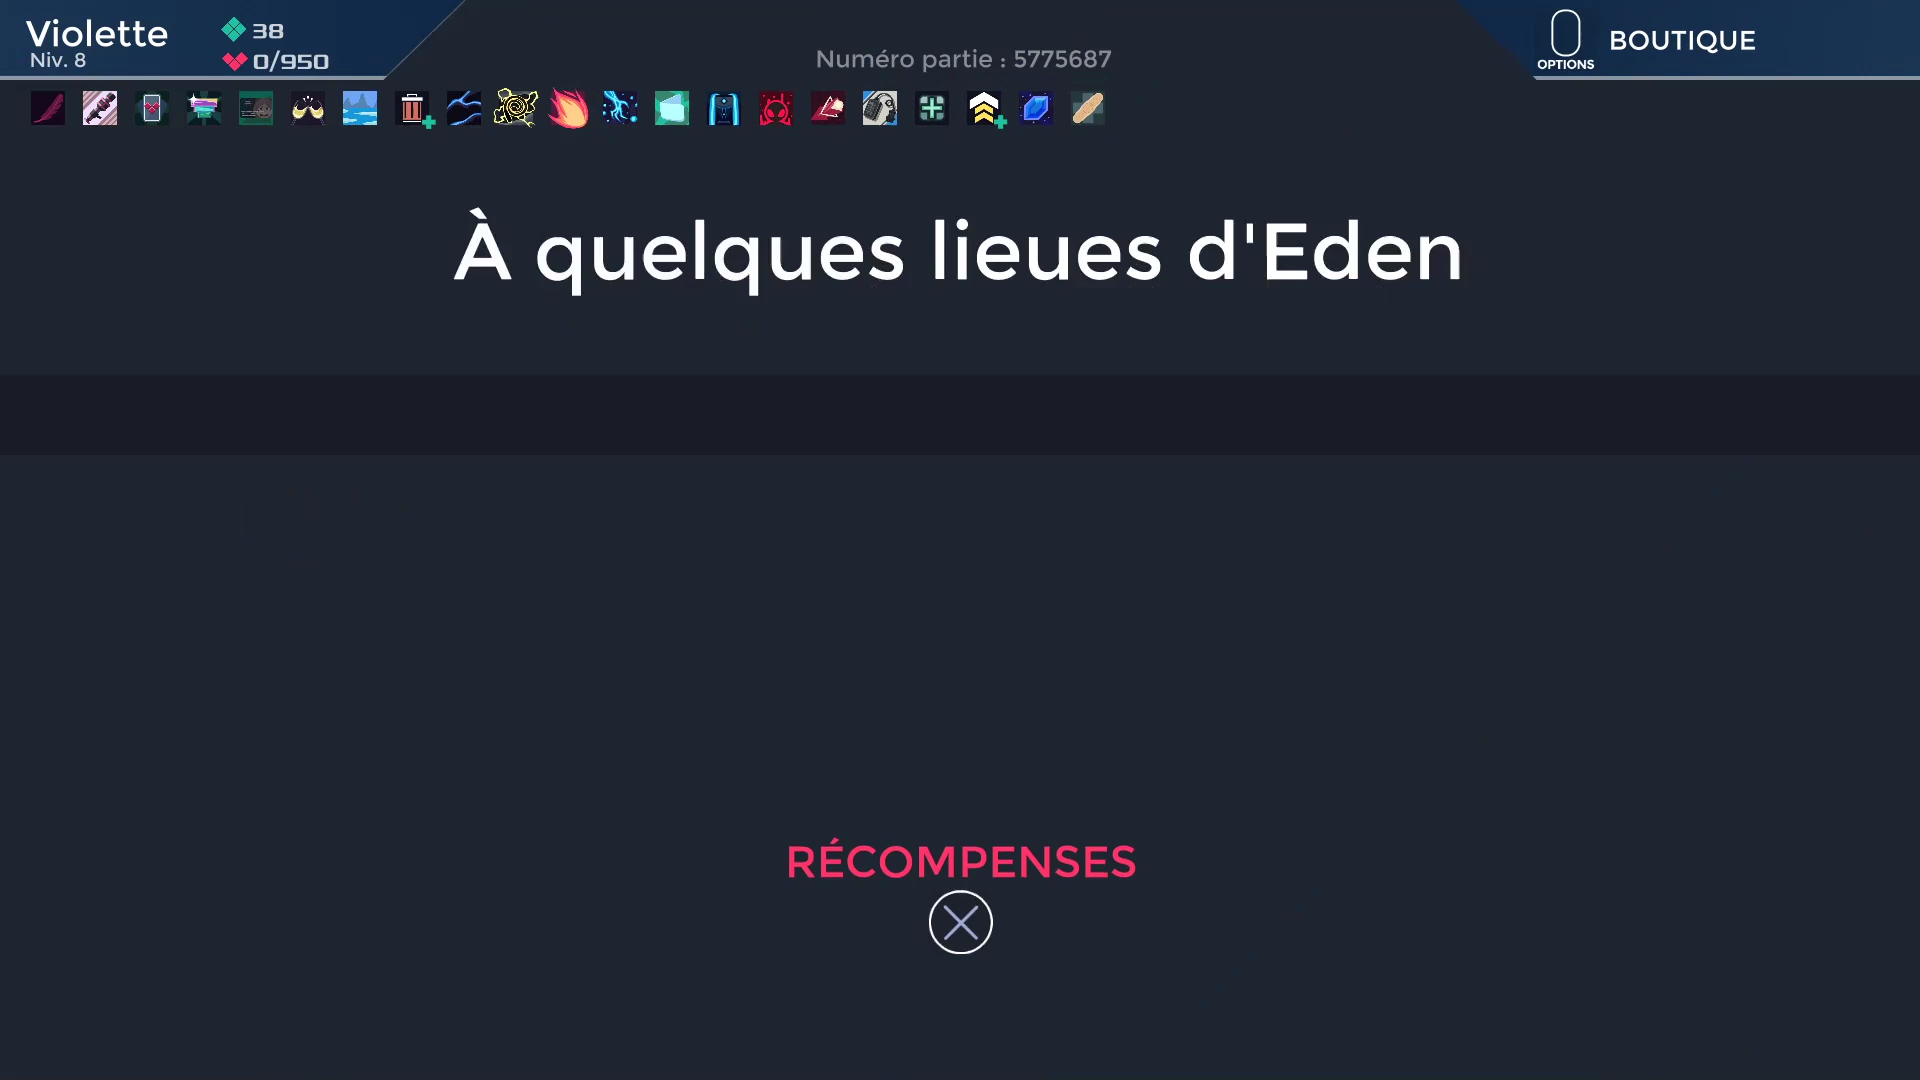 Violette
Niv. 8
38
0/950
Numéro partie : 5775687
OPTIONS
BOUTIQUE
À quelques lieues d'Eden
RÉCOMPENSES